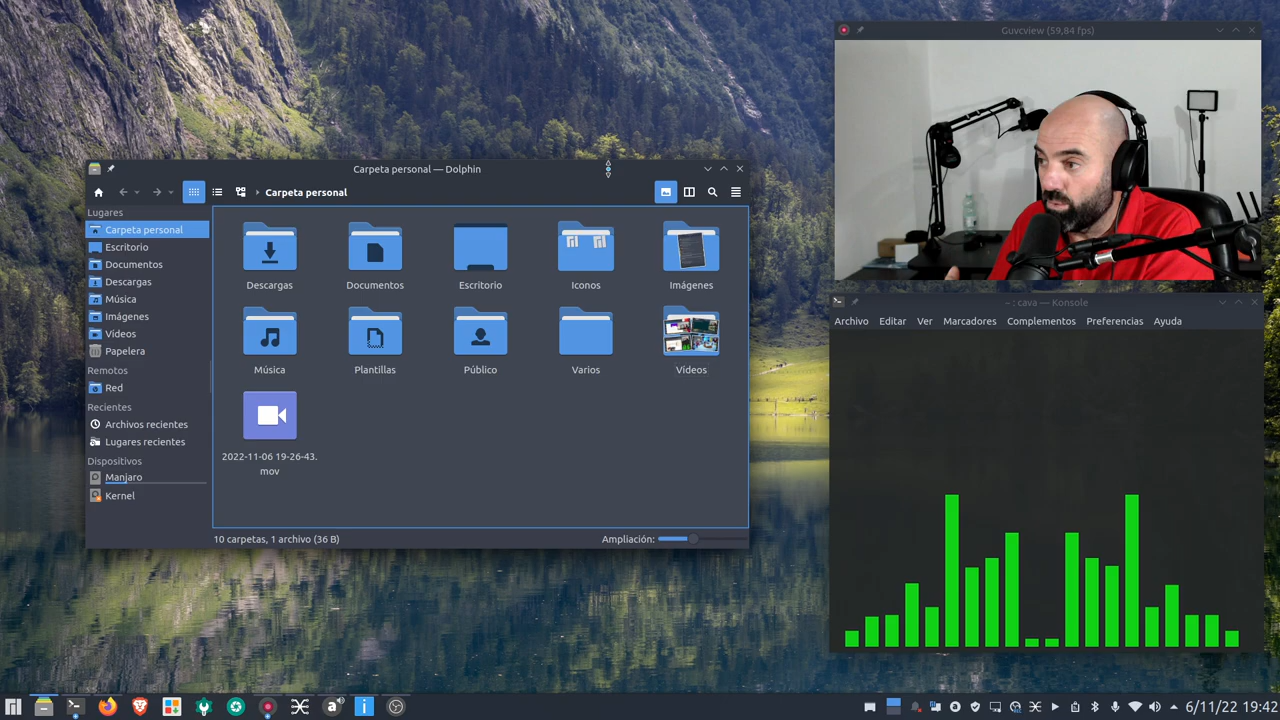 Guvcview (59,84 fps)
Carpeta personal — Dolphin
Carpeta personal
Lugares
Carpeta personal
Escritorio
Documentos
Descargas
Música
Imágenes
Vídeos
Papelera
Remotos
Red
Recientes
Archivos recientes
Lugares recientes
Dispositivos
Manjaro
Kernel
Descargas
Documentos
Escritorio
Iconos
Imágenes
Música
Plantillas
Público
Varios
Vídeos
2022-11-06 19-26-43.
mov
10 carpetas, 1 archivo (36 B)
Ampliación:
~ : cava — Konsole
Archivo Editar Ver Marcadores Complementos Preferencias Ayuda
6/11/22 19:42